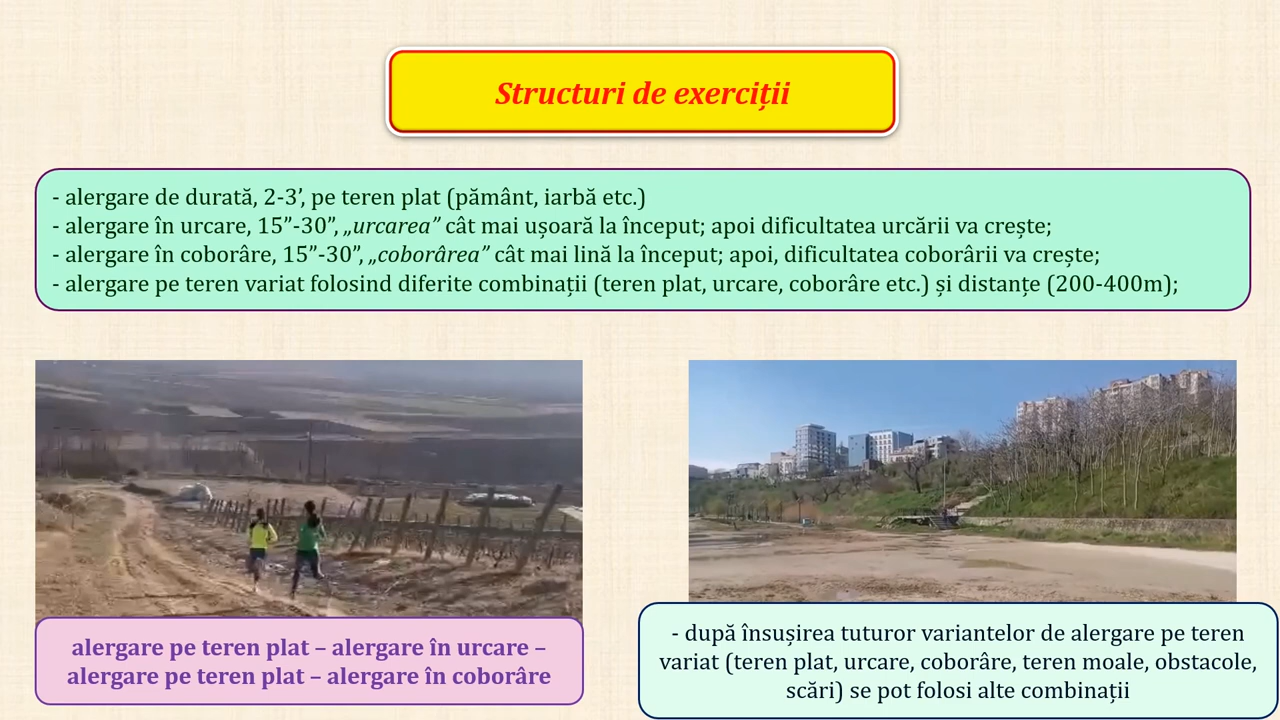 Structuri de exerciții
- alergare de durată, 2-3’, pe teren plat (pământ, iarbă etc.)
- alergare în urcare, 15”-30”, „urcarea” cât mai ușoară la început; apoi dificultatea urcării va crește;
- alergare în coborâre, 15”-30”, „coborârea” cât mai lină la început; apoi, dificultatea coborârii va crește;
- alergare pe teren variat folosind diferite combinații (teren plat, urcare, coborâre etc.) și distanțe (200-400m);
alergare pe teren plat – alergare în urcare –
alergare pe teren plat – alergare în coborâre
- după însușirea tuturor variantelor de alergare pe teren
variat (teren plat, urcare, coborâre, teren moale, obstacole,
scări) se pot folosi alte combinații